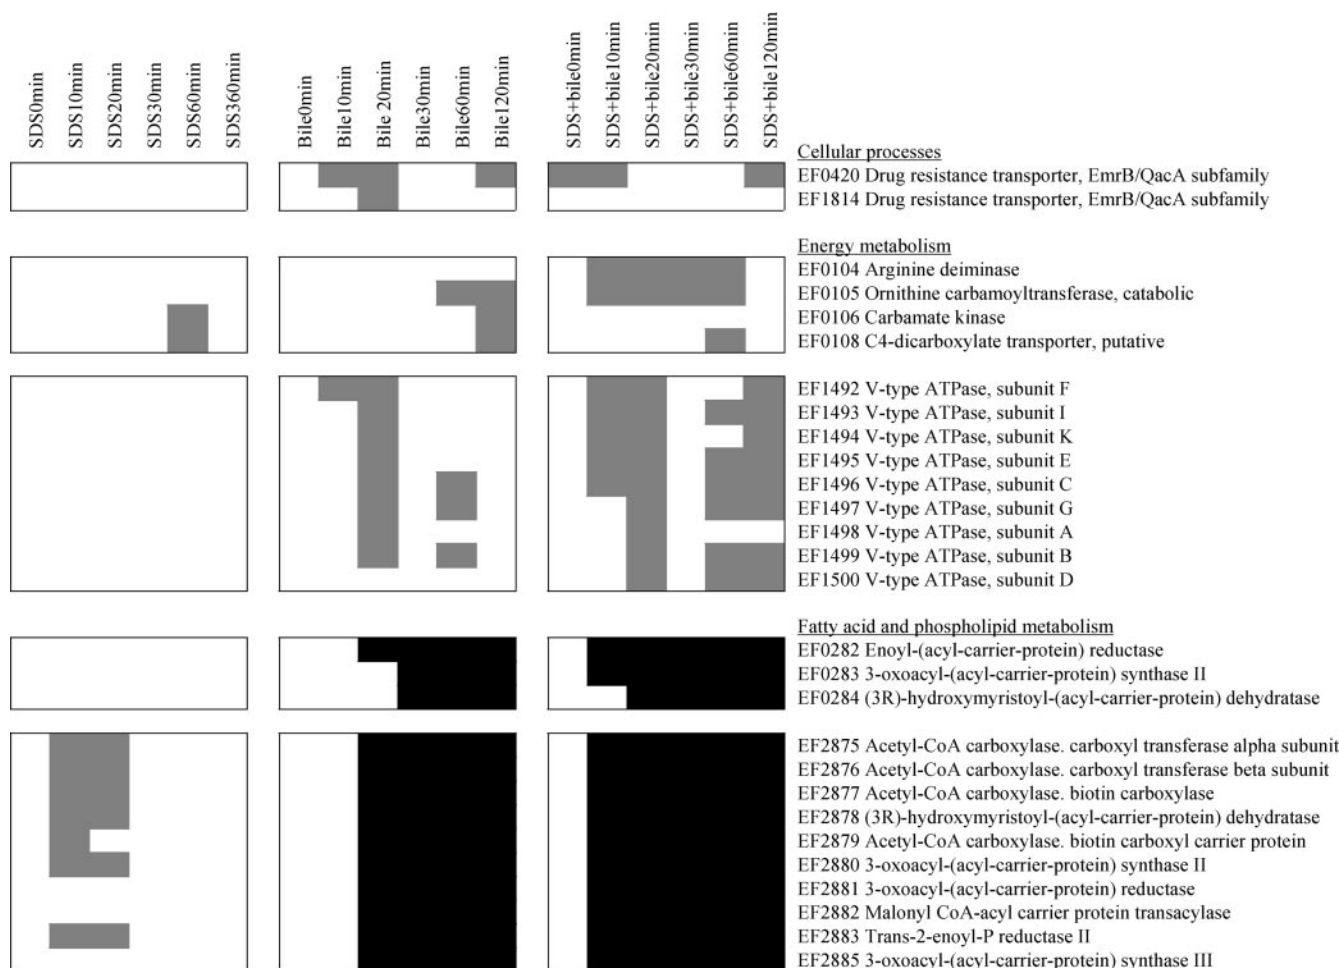 SDS0min
SDS10min
SDS20min
SDS30min
SDS60min
SDS360min
Bile0min
Bile10min
Bile 20min
Bile30min
Bile60min
Bile120min
SDS+bile0min
SDS+bile10min
SDS+bile20min
SDS+bile30min
SDS+bile60min
SDS+bile120min
Cellular processes
EF0420 Drug resistance transporter, EmrB/QacA subfamily
EF1814 Drug resistance transporter, EmrB/QacA subfamily
Energy metabolism
EF0104 Arginine deiminase
EF0105 Ornithine carbamoyltransferase, catabolic
EF0106 Carbamate kinase
EF0108 C4-dicarboxylate transporter, putative
EF1492 V-type ATPase, subunit F
EF1493 V-type ATPase, subunit I
EF1494 V-type ATPase, subunit K
EF1495 V-type ATPase, subunit E
EF1496 V-type ATPase, subunit C
EF1497 V-type ATPase, subunit G
EF1498 V-type ATPase, subunit A
EF1499 V-type ATPase, subunit B
EF1500 V-type ATPase, subunit D
Fatty acid and phospholipid metabolism
EF0282 Enoyl-(acyl-carrier-protein) reductase
EF0283 3-oxoacyl-(acyl-carrier-protein) synthase II
EF0284 (3R)-hydroxymyristoyl-(acyl-carrier-protein) dehydratase
EF2875 Acetyl-CoA carboxylase. carboxyl transferase alpha subunit
EF2876 Acetyl-CoA carboxylase. carboxyl transferase beta subunit
EF2877 Acetyl-CoA carboxylase. biotin carboxylase
EF2878 (3R)-hydroxymyristoyl-(acyl-carrier-protein) dehydratase
EF2879 Acetyl-CoA carboxylase. biotin carboxyl carrier protein
EF2880 3-oxoacyl-(acyl-carrier-protein) synthase II
EF2881 3-oxoacyl-(acyl-carrier-protein) reductase
EF2882 Malonyl CoA-acyl carrier protein transacylase
EF2883 Trans-2-enoyl-P reductase II
EF2885 3-oxoacyl-(acyl-carrier-protein) synthase III